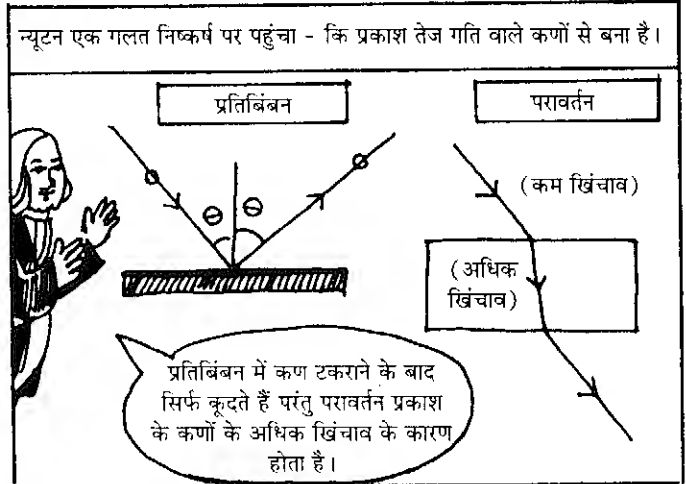 न्यूटन एक गलत निष्कर्ष पर पहुंचा - कि प्रकाश तेज गति वाले कणों से बना है।
प्रतिबिंबन
परावर्तन
(कम खिंचाव)
(अधिक
खिंचाव)
θ θ
प्रतिबिंबन में कण टकराने के बाद
सिर्फ कूदते हैं परंतु परावर्तन प्रकाश
के कणों के अधिक खिंचाव के कारण
होता है।